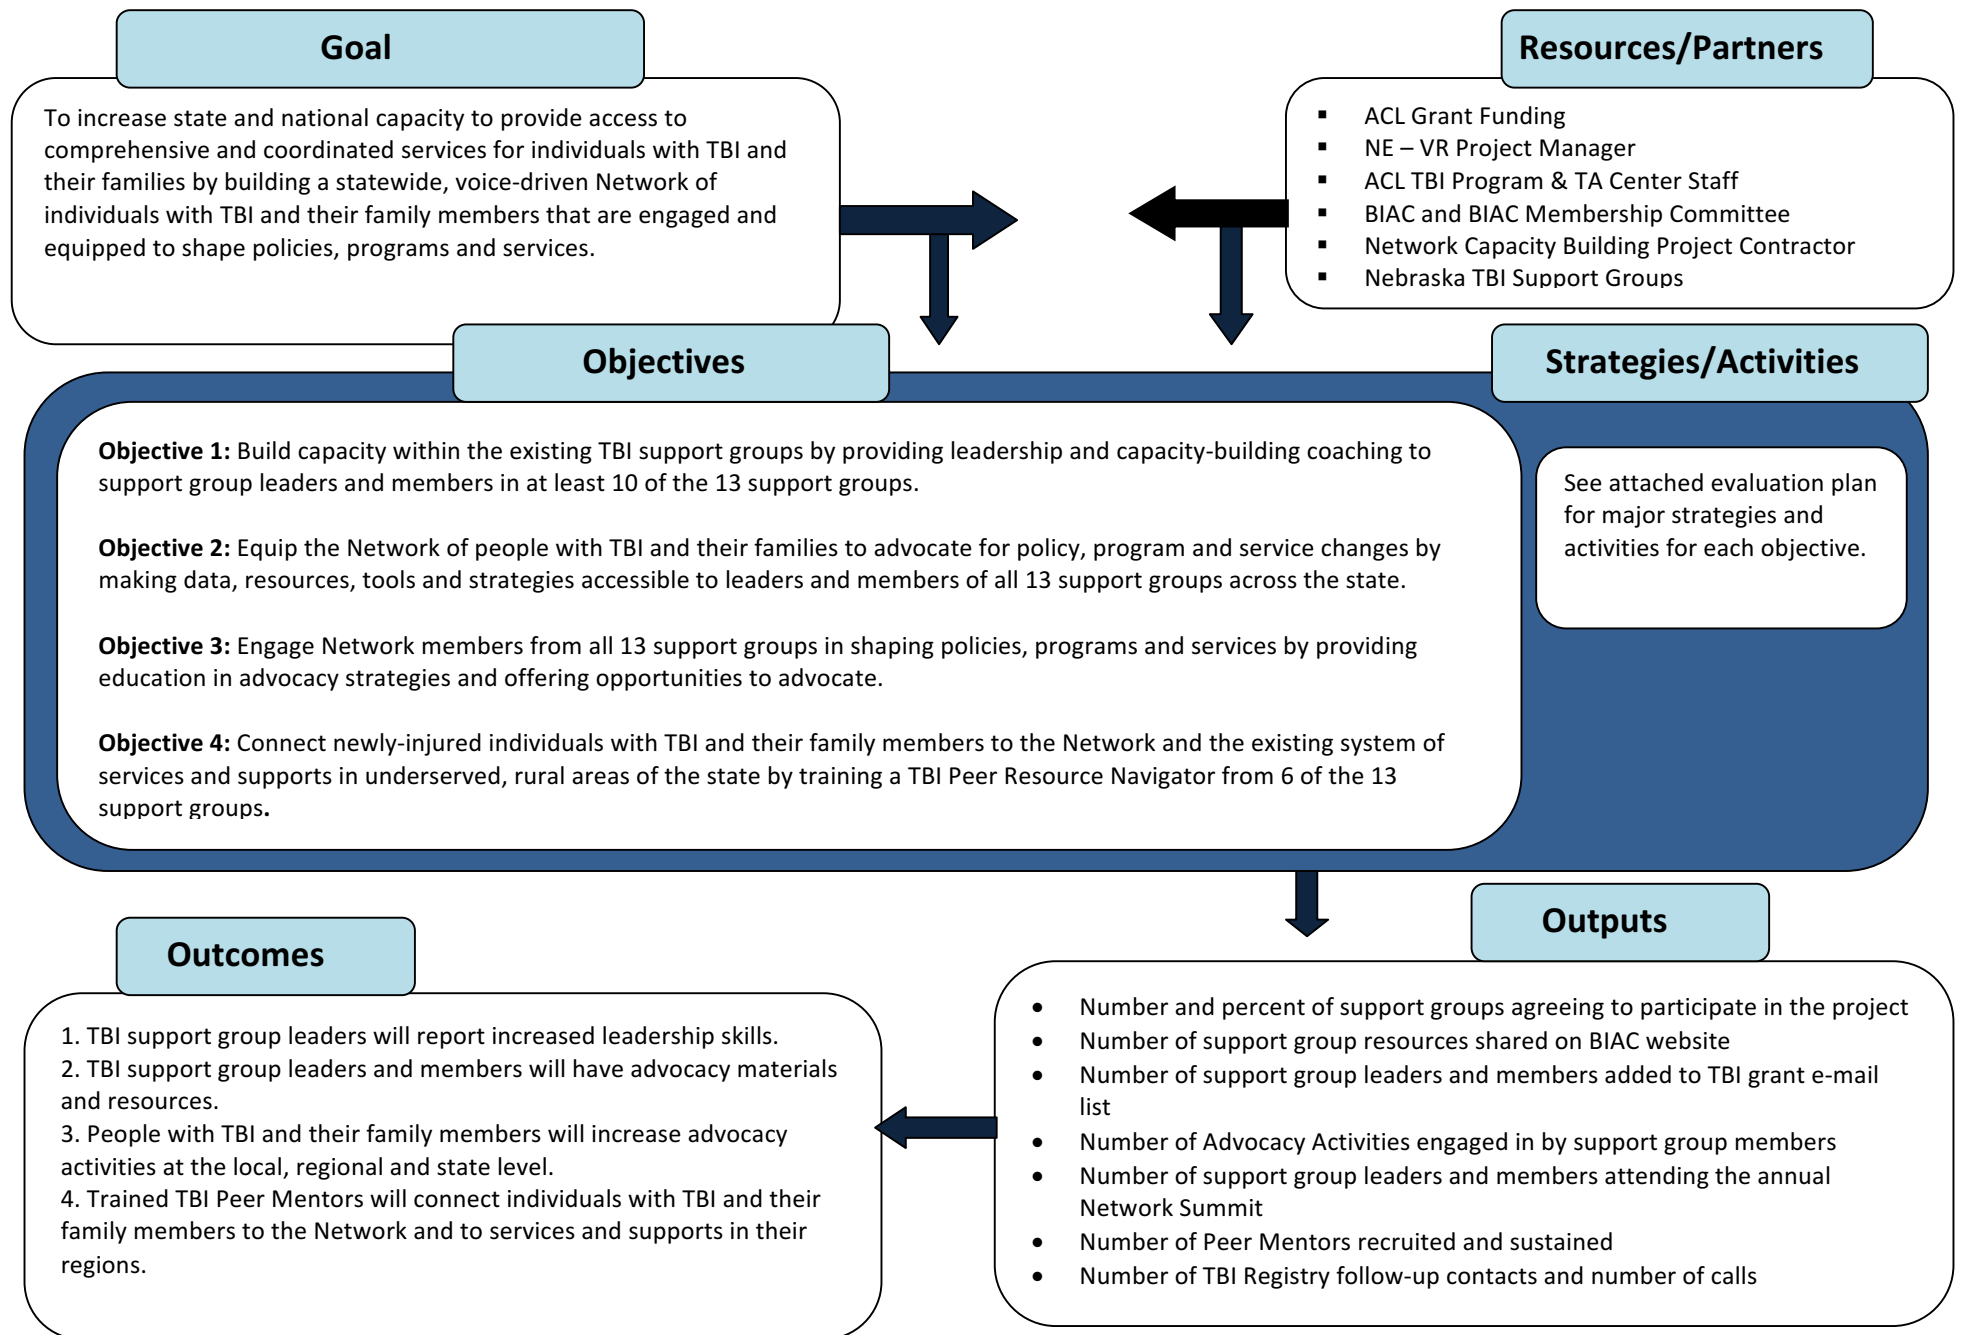 Goal
To increase state and national capacity to provide access to
comprehensive and coordinated services for individuals with TBI and
their families by building a statewide, voice-driven Network of
individuals with TBI and their family members that are engaged and
equipped to shape policies, programs and services.
Resources/Partners
▪ ACL Grant Funding
▪ NE – VR Project Manager
▪ ACL TBI Program & TA Center Staff
▪ BIAC and BIAC Membership Committee
▪ Network Capacity Building Project Contractor
▪ Nebraska TBI Support Groups
Objectives
Objective 1: Build capacity within the existing TBI support groups by providing leadership and capacity-building coaching to
support group leaders and members in at least 10 of the 13 support groups.
Objective 2: Equip the Network of people with TBI and their families to advocate for policy, program and service changes by
making data, resources, tools and strategies accessible to leaders and members of all 13 support groups across the state.
Objective 3: Engage Network members from all 13 support groups in shaping policies, programs and services by providing
education in advocacy strategies and offering opportunities to advocate.
Objective 4: Connect newly-injured individuals with TBI and their family members to the Network and the existing system of
services and supports in underserved, rural areas of the state by training a TBI Peer Resource Navigator from 6 of the 13
support groups.
Strategies/Activities
See attached evaluation plan
for major strategies and
activities for each objective.
Outcomes
1. TBI support group leaders will report increased leadership skills.
2. TBI support group leaders and members will have advocacy materials
and resources.
3. People with TBI and their family members will increase advocacy
activities at the local, regional and state level.
4. Trained TBI Peer Mentors will connect individuals with TBI and their
family members to the Network and to services and supports in their
regions.
Outputs
• Number and percent of support groups agreeing to participate in the project
• Number of support group resources shared on BIAC website
• Number of support group leaders and members added to TBI grant e-mail
list
• Number of Advocacy Activities engaged in by support group members
• Number of support group leaders and members attending the annual
Network Summit
• Number of Peer Mentors recruited and sustained
• Number of TBI Registry follow-up contacts and number of calls